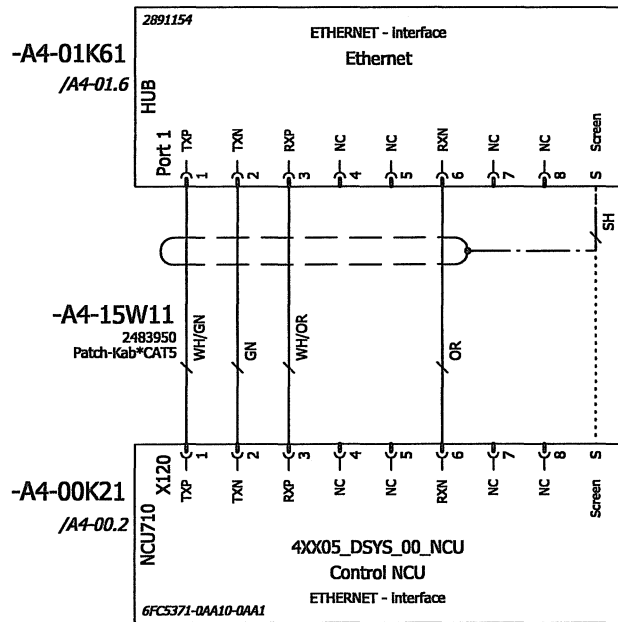 2891154
ETHERNET - interface
Ethernet
-A4-01K61
/A4-01.6
HUB
Port 1
TXP TXN RXP NC NC RXN NC NC Screen
1 2 3 4 5 6 7 8 S
SH
-A4-15W11
2483950
Patch-Kab*CAT5
WH/GN GN WH/OR OR
1 2 3 4 5 6 7 8 S
X120
TXP TXN RXP NC NC RXN NC NC Screen
-A4-00K21
/A4-00.2
NCU710
4XX05_DSYS_00_NCU
Control NCU
ETHERNET - interface
6FC5371-0AA10-0AA1